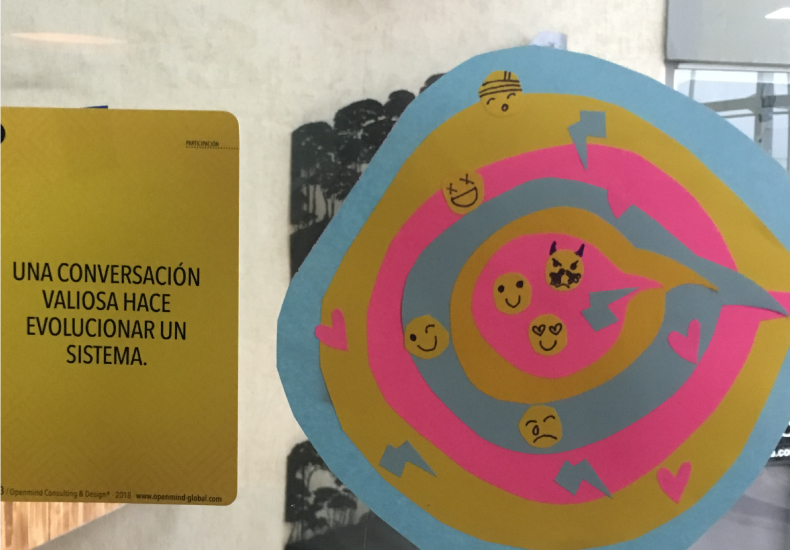 PARTICIPACIÓN
UNA CONVERSACIÓN
VALIOSA HACE
EVOLUCIONAR UN
SISTEMA.
/ Openmind Consulting & Design® 2018 www.openmind-global.com